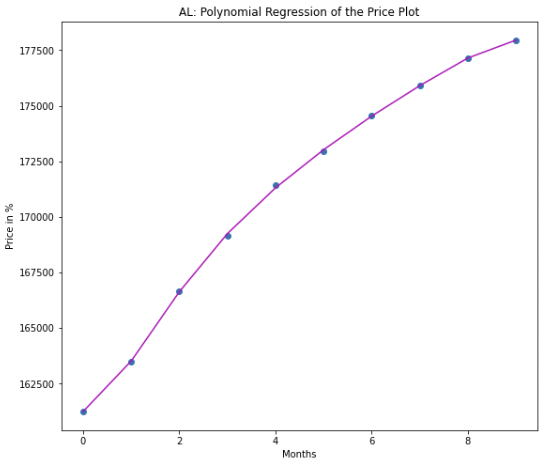 AL: Polynomial Regression of the Price Plot
177500
175000
172500
170000
167500
165000
162500
Price in %
0 2 4 6 8
Months